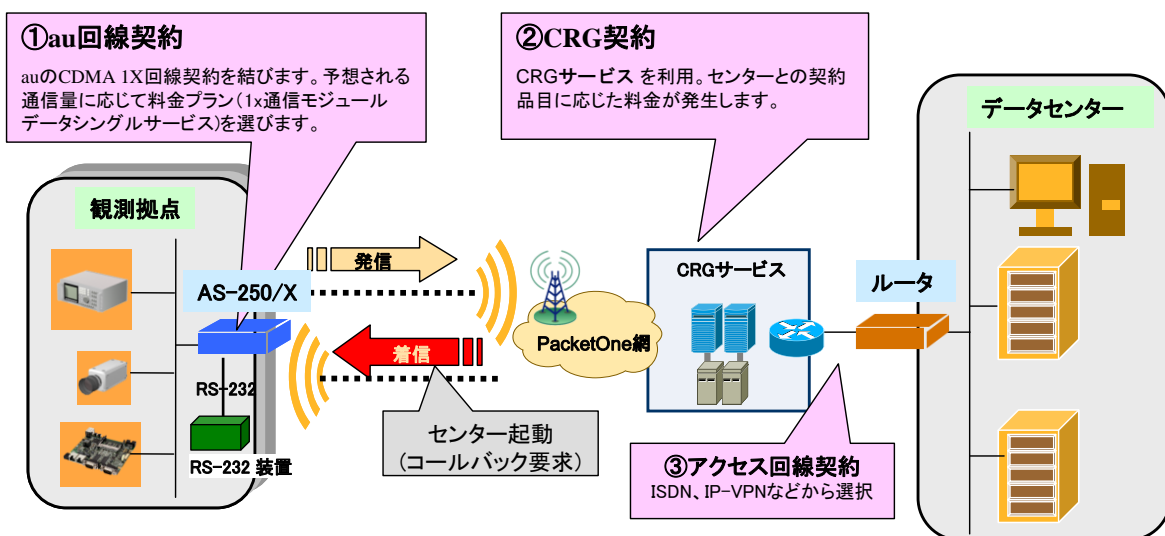 ①au回線契約
auのCDMA 1X回線契約を結びます。予想される
通信量に応じて料金プラン(1x通信モジュール
データシングルサービス)を選びます。
②CRG契約
CRGサービス を利用。センターとの契約
品目に応じた料金が発生します。
データセンター
観測拠点
発信
AS-250/X
CRGサービス
ルータ
PacketOne網
着信
RS-232
センター起動
(コールバック要求)
RS-232 装置
③アクセス回線契約
ISDN、IP-VPNなどから選択